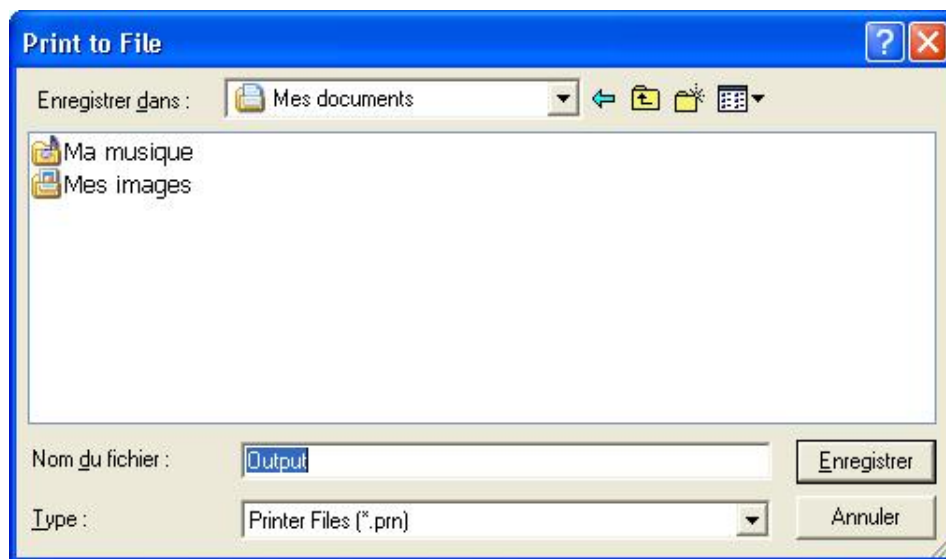 Print to File
Enregistrer dans : Mes documents
Ma musique
Mes images
Nom du fichier : Output Enregistrer
Type : Printer Files (*.prn) Annuler